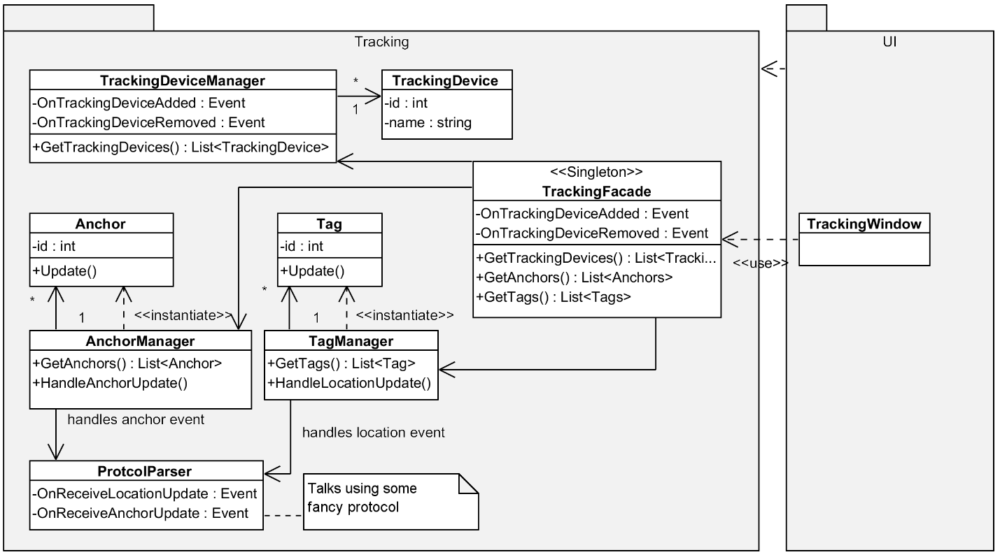 Tracking
UI
TrackingDeviceManager
-OnTrackingDeviceAdded : Event
-OnTrackingDeviceRemoved : Event
+GetTrackingDevices() : List<TrackingDevice>
*
1
TrackingDevice
-id : int
-name : string
<<Singleton>>
TrackingFacade
-OnTrackingDeviceAdded : Event
-OnTrackingDeviceRemoved : Event
+GetTrackingDevices() : List<Tracki...
+GetAnchors() : List<Anchors>
+GetTags() : List<Tags>
<<use>>
TrackingWindow
Anchor
-id : int
+Update()
*
1
<<instantiate>>
Tag
-id : int
+Update()
*
1
<<instantiate>>
AnchorManager
+GetAnchors() : List<Anchor>
+HandleAnchorUpdate()
TagManager
+GetTags() : List<Tag>
+HandleLocationUpdate()
handles anchor event
handles location event
ProtcolParser
-OnReceiveLocationUpdate : Event
-OnReceiveAnchorUpdate : Event
Talks using some
fancy protocol